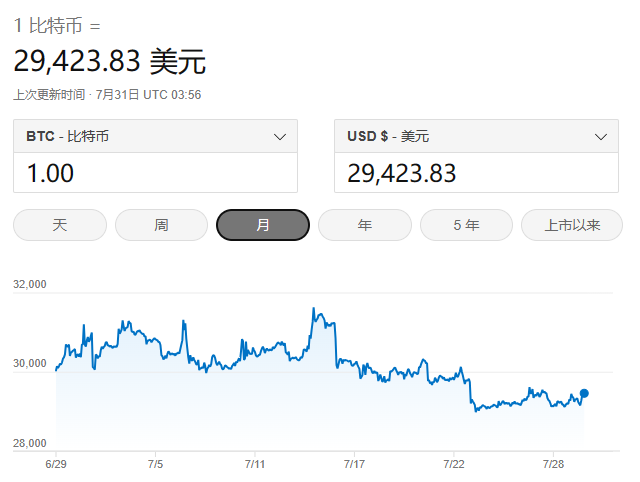 1 比特币 =
29,423.83 美元
上次更新时间 · 7月31日 UTC 03:56
BTC - 比特币
USD $ - 美元
1.00
29,423.83
天 周 月 年 5 年 上市以来
32,000
30,000
28,000
6/29 7/5 7/11 7/17 7/22 7/28